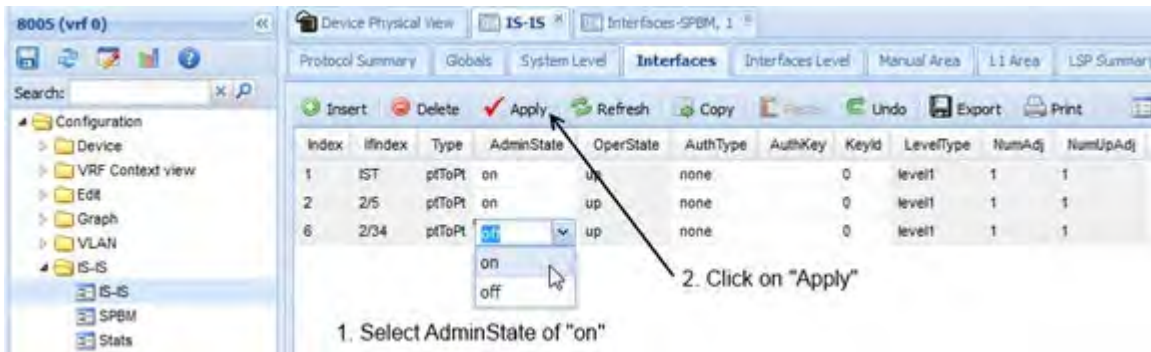 8005 (vrf 0)
Device Physical View
IS-IS
Interfaces-SPBM, 1
Protocol Summary
Globals
System Level
Interfaces
Interfaces Level
Manual Area
L1 Area
LSP Summary
Search:
Insert
Delete
Apply
Refresh
Copy
Undo
Export
Print
Configuration
Device
VRF Context view
Edit
Graph
VLAN
IS-IS
IS-IS
SPBM
Stats
Index IfIndex Type AdminState OperState AuthType AuthKey KeyId LevelType NumAdj NumUpAdj
1 IST ptToPt on up none 0 level1 1 1
2 2/5 ptToPt on up none 0 level1 1 1
6 2/34 ptToPt off up none 0 level1 1 1
on
off
2. Click on "Apply"
1. Select AdminState of "on"